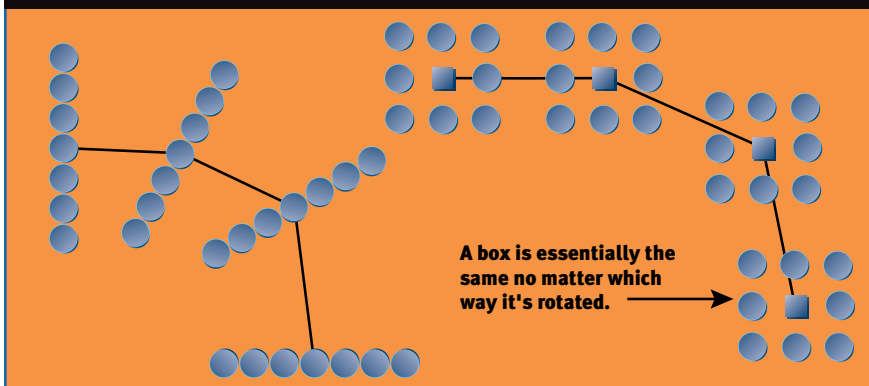 A box is essentially the
same no matter which
way it's rotated.